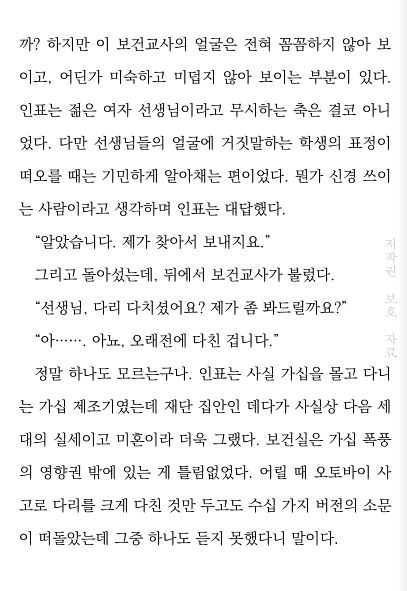 까? 하지만 이 보건교사의 얼굴은 전혀 꼼꼼하지 않아 보
이고, 어딘가 미숙하고 미덥지 않아 보이는 부분이 있다.
인표는 젊은 여자 선생님이라고 무시하는 축은 결코 아니
었다. 다만 선생님들의 얼굴에 거짓말하는 학생의 표정이
떠오를 때는 기민하게 알아채는 편이었다. 뭔가 신경 쓰이
는 사람이라고 생각하며 인표는 대답했다.
“알았습니다. 제가 찾아서 보내지요.”
그리고 돌아섰는데, 뒤에서 보건교사가 불렀다.
“선생님, 다리 다치셨어요? 제가 좀 봐드릴까요?”
“아……. 아뇨, 오래전에 다친 겁니다.”
정말 하나도 모르는구나. 인표는 사실 가십을 몰고 다니
는 가십 제조기였는데 재단 집안인 데다가 사실상 다음 세
대의 실세이고 미혼이라 더욱 그랬다. 보건실은 가십 폭풍
의 영향권 밖에 있는 게 틀림없었다. 어릴 때 오토바이 사
고로 다리를 크게 다친 것만 두고도 수십 가지 버전의 소문
이 떠돌았는데 그중 하나도 듣지 못했다니 말이다.
저작권 보호 자료